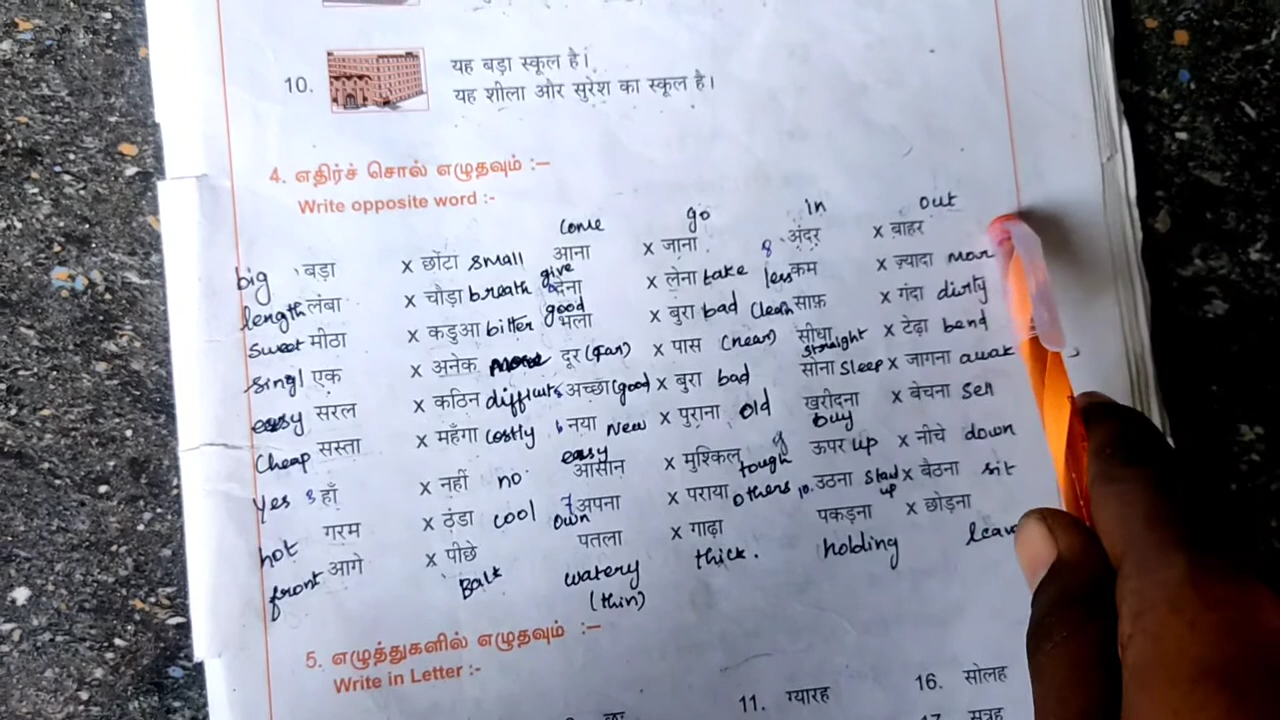 10. यह बड़ा स्कूल है।
यह शीला और सुरेश का स्कूल है।
4. எதிர்ச் சொல் எழுதவும் :–
Write opposite word :-
come go in out
big बड़ा × छोटा small आना × जाना 8 अंदर × बाहर
length लंबा × चौड़ा breath give देना × लेना take less कम × ज़्यादा
sweet मीठा × कडुआ bitter good भला × बुरा bad clean साफ़ × गंदा dirty
singl एक × अनेक दूर (far) × पास (near) सीधा straight × टेढ़ा bend
easy सरल × कठिन अच्छा (good) × बुरा bad सोना sleep × जागना awak
cheap सस्ता × महँगा costly 6 नया new × पुराना old खरीदना buy × बेचना sell
yes 3 हाँ × नहीं no easy आसान × मुश्किल tough 9 ऊपर up × नीचे down
hot गरम × ठंडा cool 7 अपना own × पराया others 10. उठना stand up × बैठना sit
front आगे × पीछे Back पतला × गाढ़ा पकड़ना × छोड़ना
watery thick. holding leave
(thin)
5. எழுத்துகளில் எழுதவும் :–
Write in Letter :-
11. ग्यारह 16. सोलह
17. सत्रह